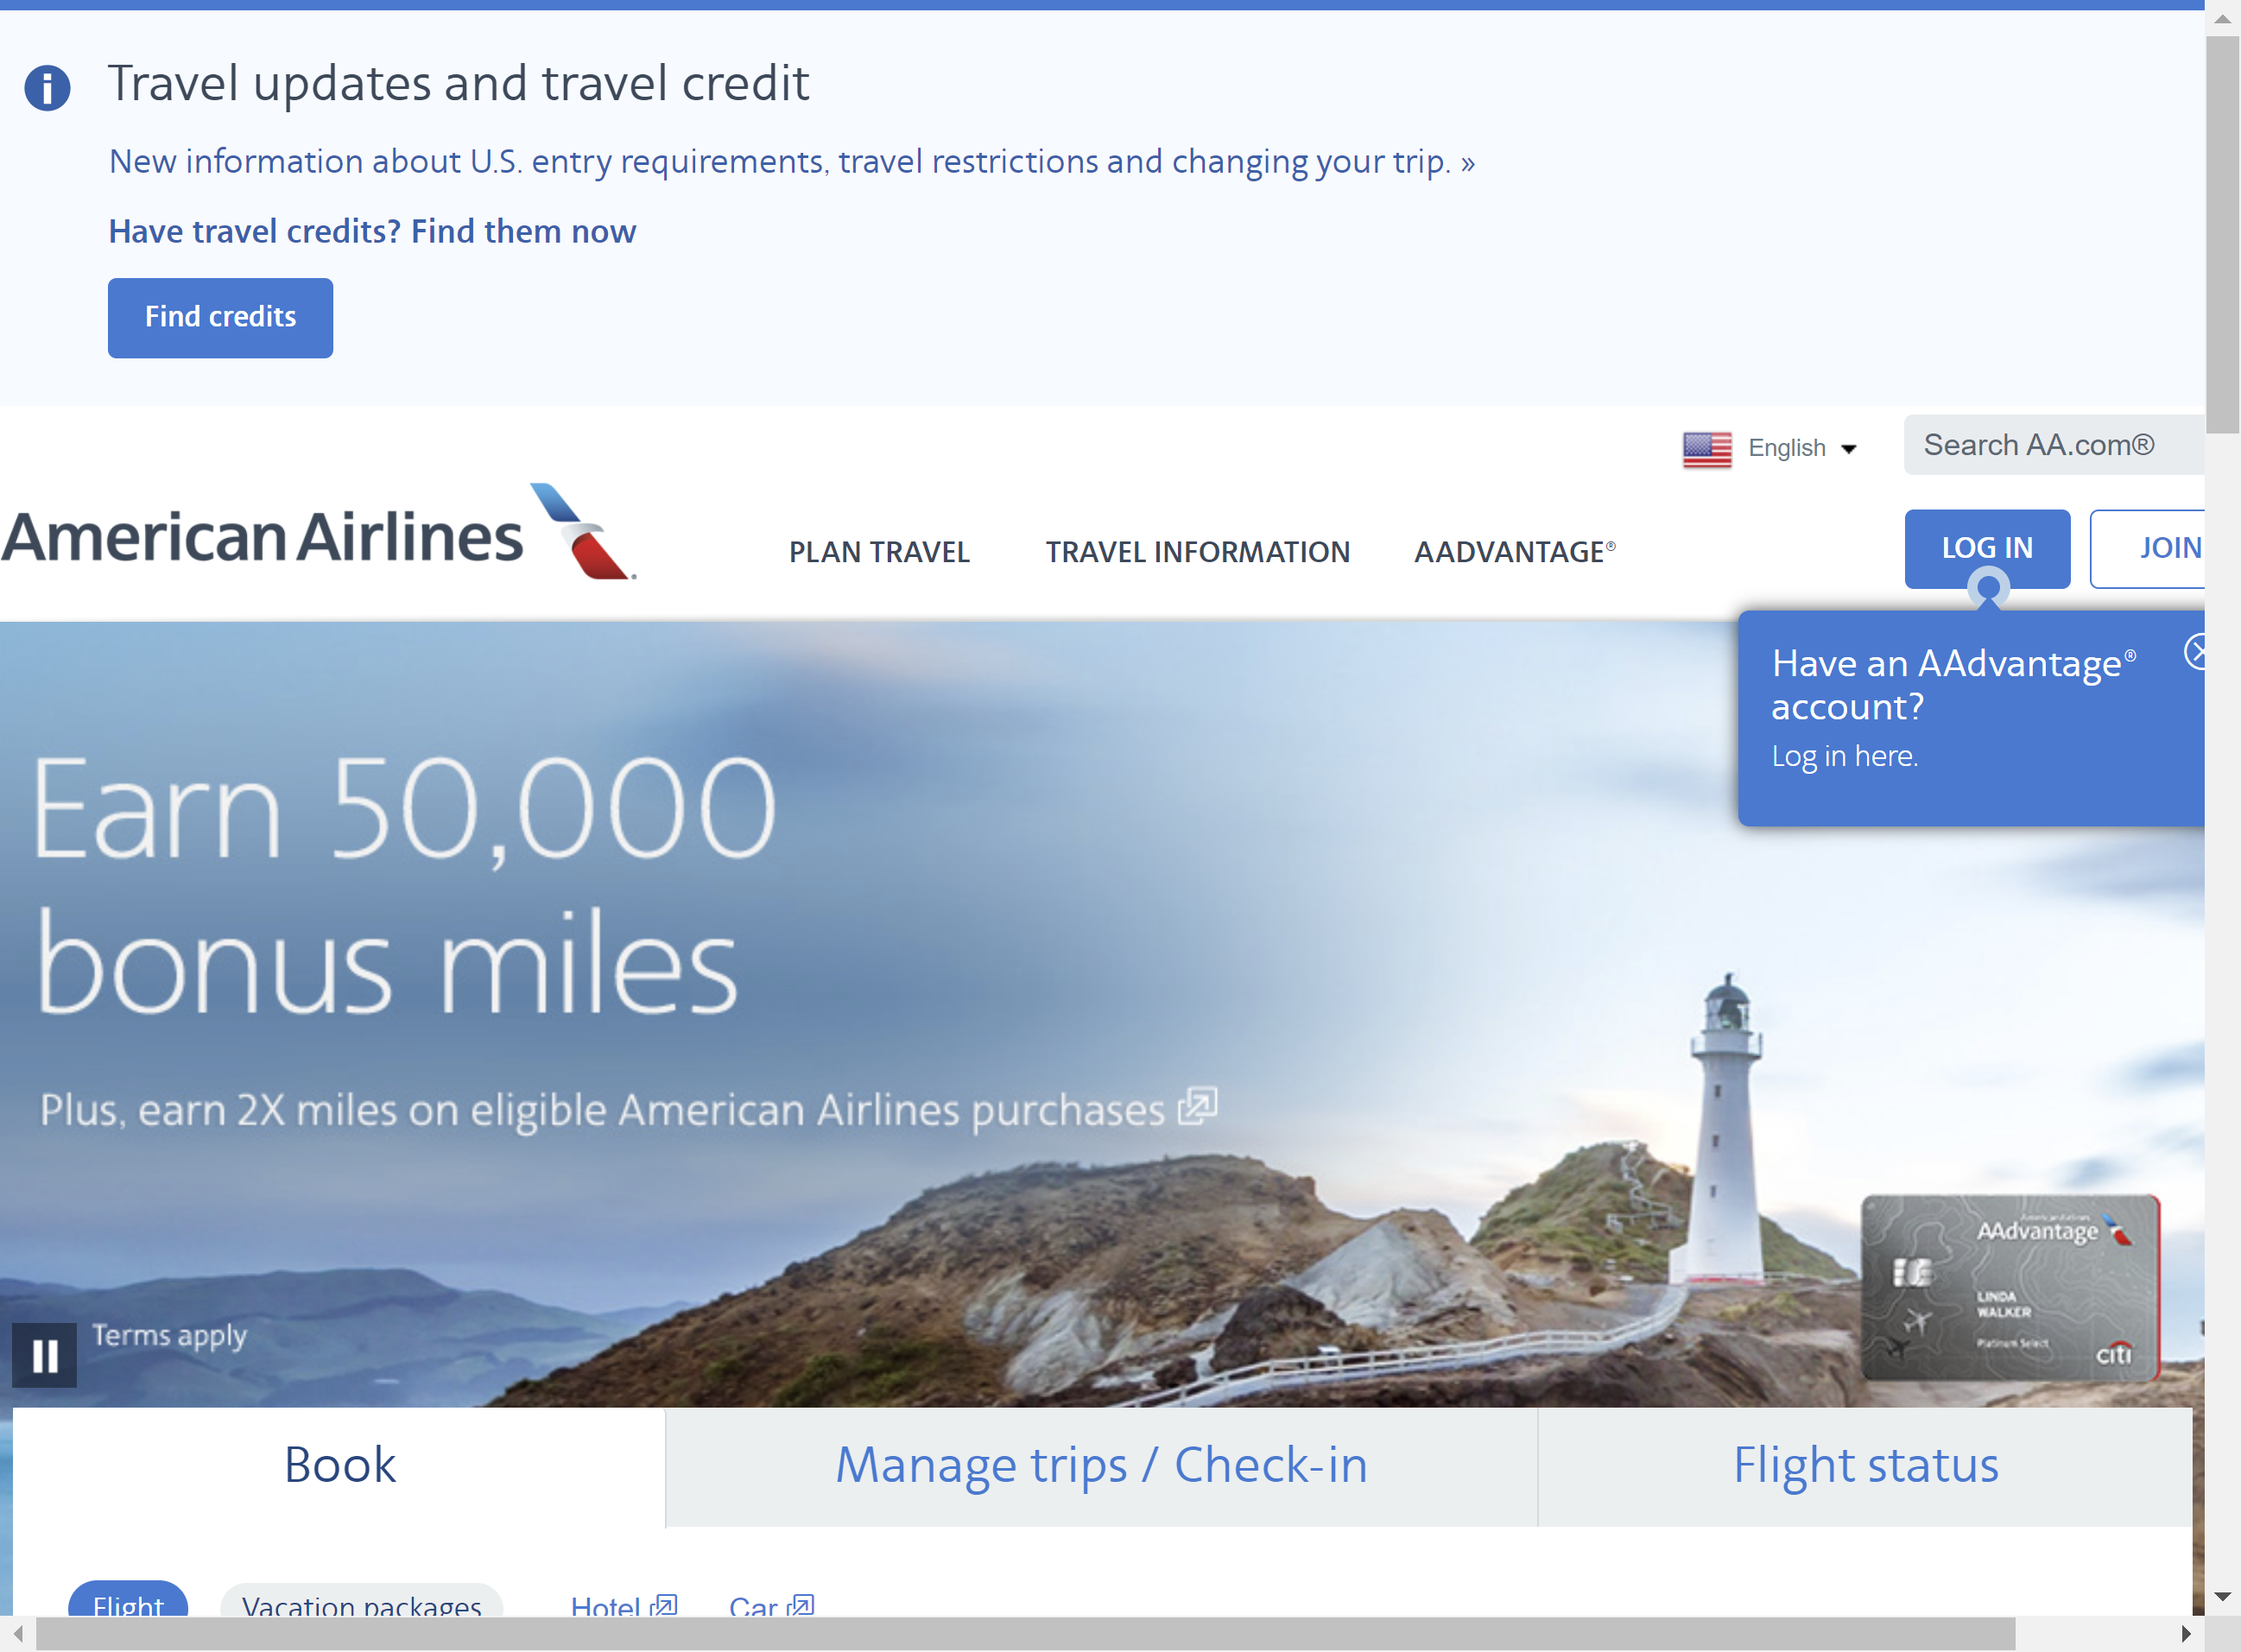 Travel updates and travel credit
New information about U.S. entry requirements, travel restrictions and changing your trip. »
Have travel credits? Find them now
Find credits
English
Search AA.com®
American Airlines
PLAN TRAVEL
TRAVEL INFORMATION
AADVANTAGE®
LOG IN
JOIN
Have an AAdvantage®
account?
Log in here.
Earn 50,000
bonus miles
Plus, earn 2X miles on eligible American Airlines purchases
American Airlines
AAdvantage
LINDA
WALKER
Platinum Select
citi
Terms apply
Book
Manage trips / Check-in
Flight status
Flight
Vacation packages
Hotel
Car